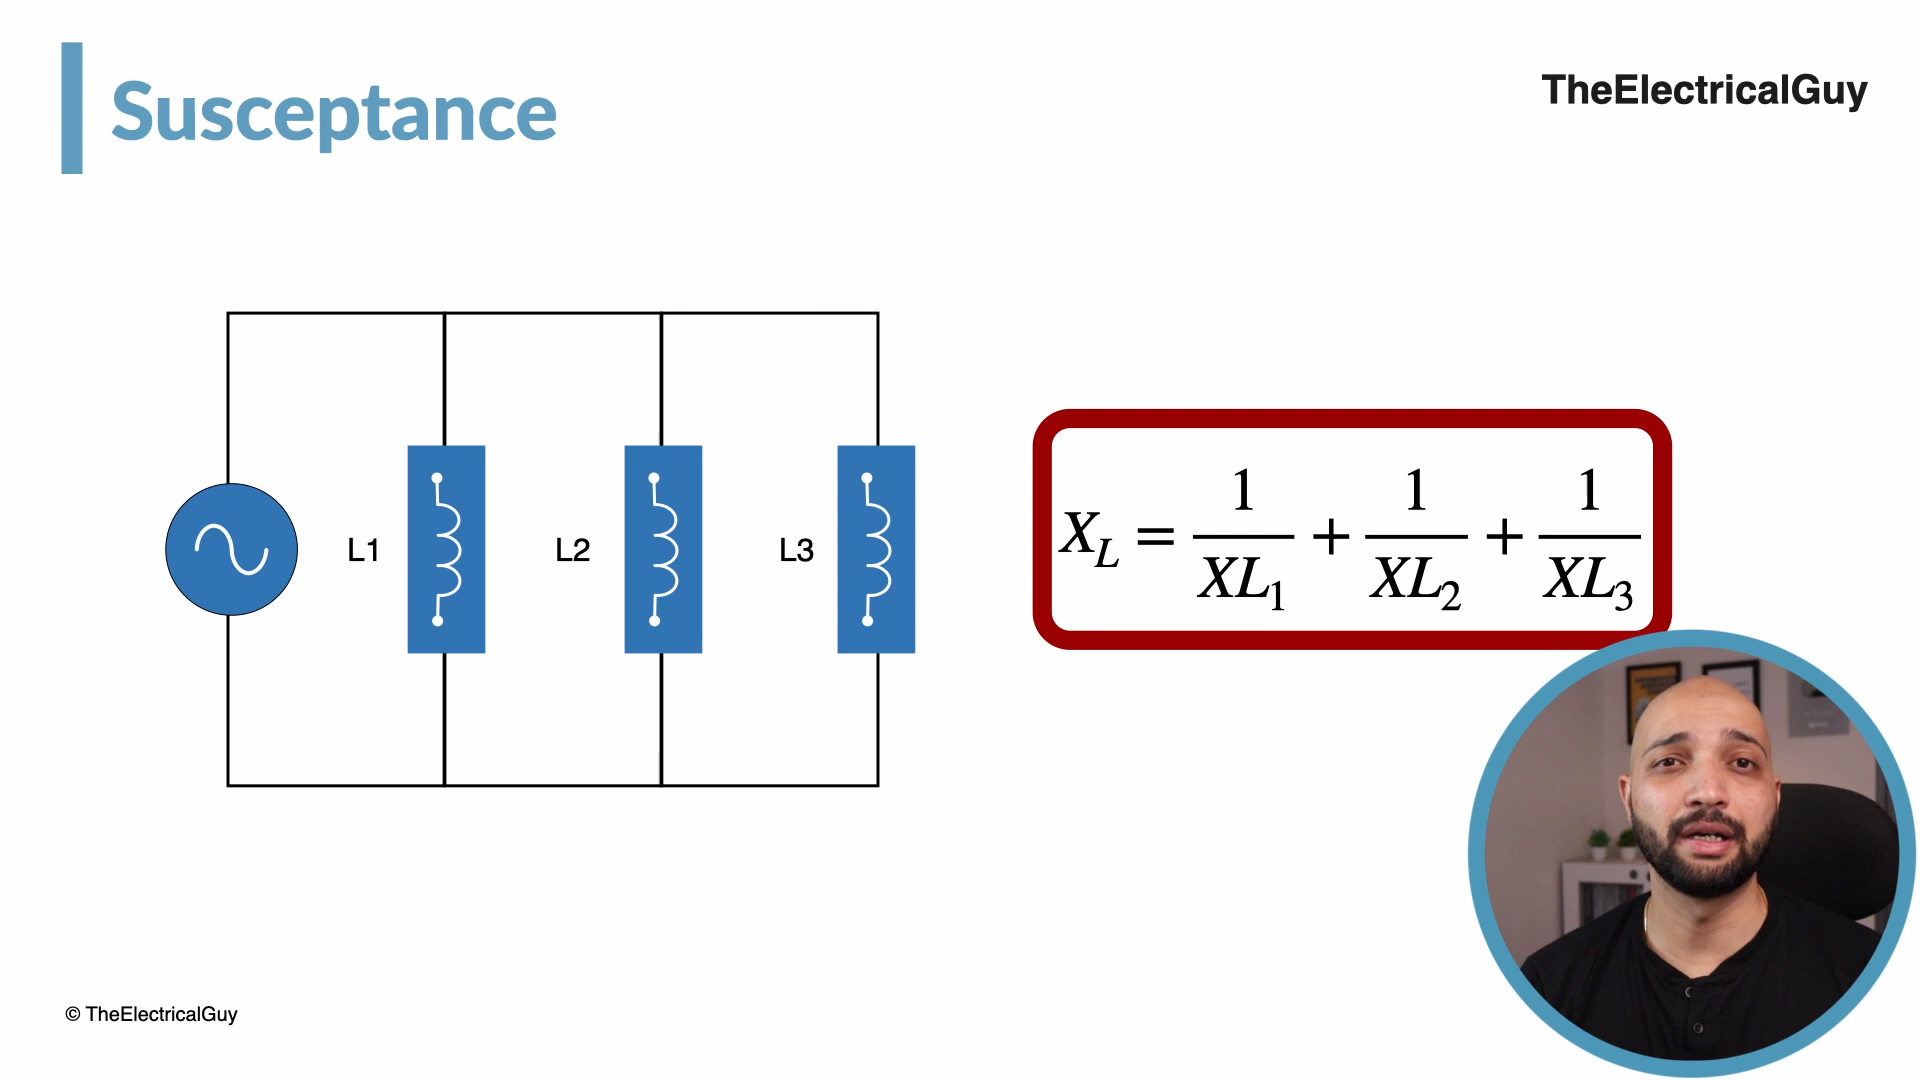 Susceptance
TheElectricalGuy
L1
L2
L3
X_L = 1/XL_1 + 1/XL_2 + 1/XL_3
© TheElectricalGuy